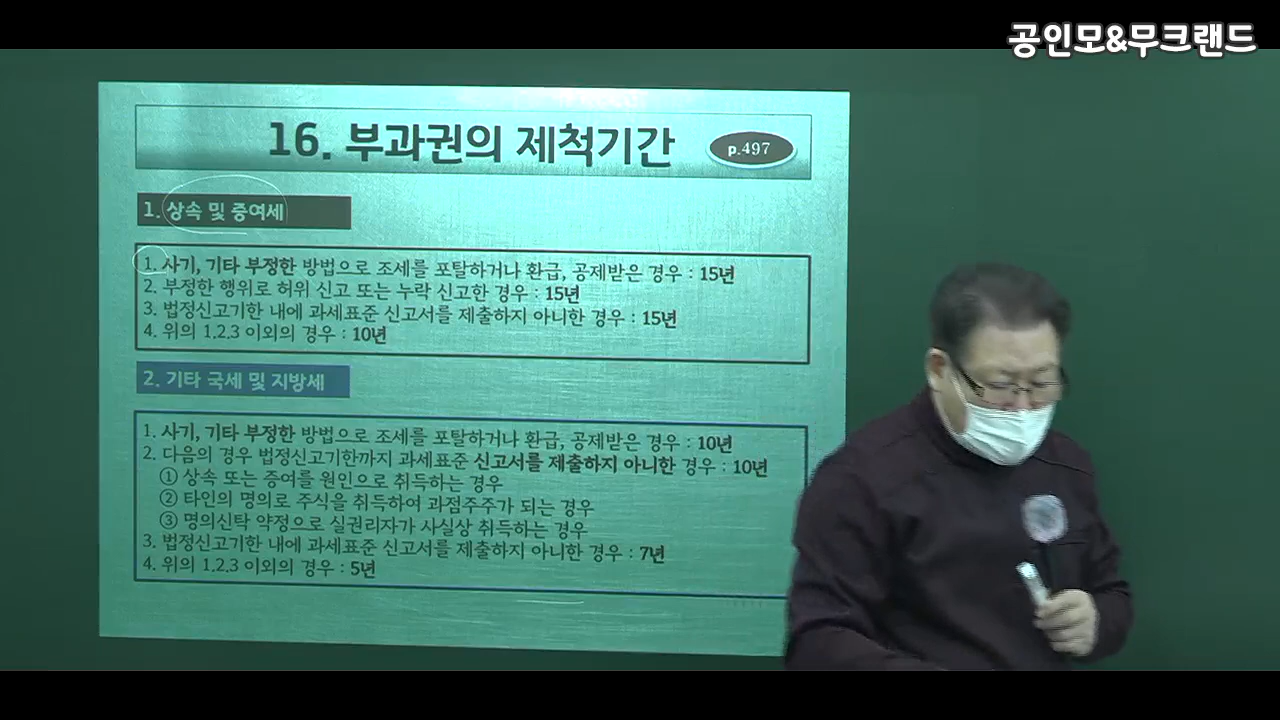 공인모&무크랜드
16. 부과권의 제척기간
p.497
1. 상속 및 증여세
1. 사기, 기타 부정한 방법으로 조세를 포탈하거나 환급, 공제받은 경우 : 15년
2. 부정한 행위로 허위 신고 또는 누락 신고한 경우 : 15년
3. 법정신고기한 내에 과세표준 신고서를 제출하지 아니한 경우 : 15년
4. 위의 1.2.3 이외의 경우 : 10년
2. 기타 국세 및 지방세
1. 사기, 기타 부정한 방법으로 조세를 포탈하거나 환급, 공제받은 경우 : 10년
2. 다음의 경우 법정신고기한까지 과세표준 신고서를 제출하지 아니한 경우 : 10년
① 상속 또는 증여를 원인으로 취득하는 경우
② 타인의 명의로 주식을 취득하여 과점주주가 되는 경우
③ 명의신탁 약정으로 실권리자가 사실상 취득하는 경우
3. 법정신고기한 내에 과세표준 신고서를 제출하지 아니한 경우 : 7년
4. 위의 1.2.3 이외의 경우 : 5년